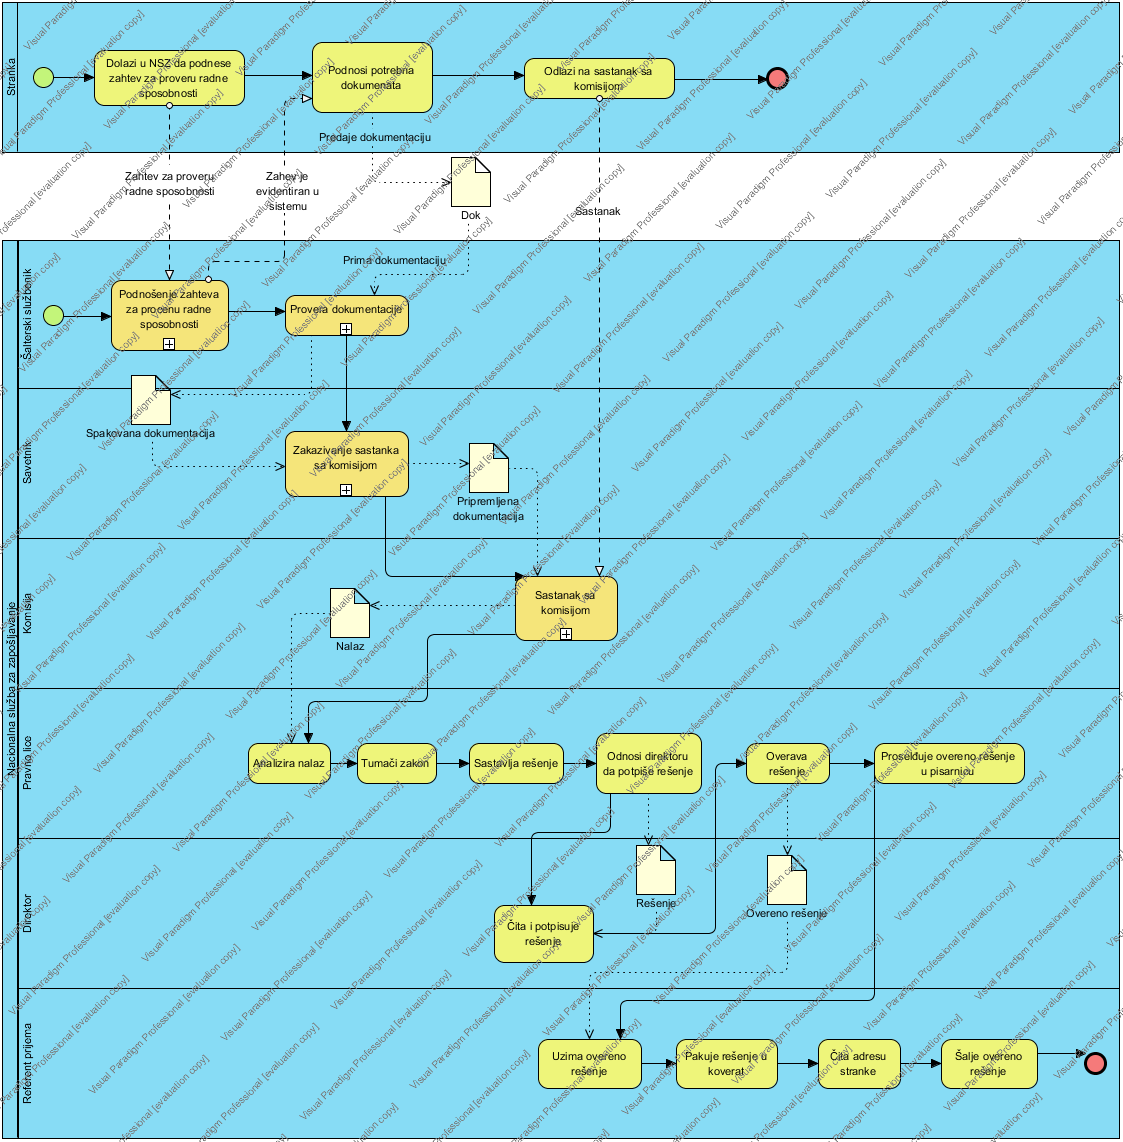 Stranka
Dolazi u NSZ da podnese
zahtev za proveru radne
sposobnosti
Podnosi potrebna
dokumenata
Odlazi na sastanak sa
komisijom
Predaje dokumentaciju
Zahtev za proveru
radne sposobnosti
Zahev je
evidentiran u
sistemu
Dok
Sastanak
Nacionalna služba za zapošljavanje
Šalterski službenik
Prima dokumentaciju
Podnošenje zahteva
za procenu radne
sposobnosti
Provera dokumentacije
Spakovana dokumentacija
Savetnik
Zakazivanje sastanka
sa komisijom
Pripremljena
dokumentacija
Komisija
Sastanak sa
komisijom
Nalaz
Pravno lice
Analizira nalaz
Tumači zakon
Sastavlja rešenje
Odnosi direktoru
da potpiše rešenje
Overava
rešenje
Proselđuje overeno rešenje
u pisarnicu
Direktor
Rešenje
Overeno rešenje
Čita i potpisuje
rešenje
Referent prijema
Uzima overeno
rešenje
Pakuje rešenje u
koverat
Čita adresu
stranke
Šalje overeno
rešenje
Visual Paradigm Professional [evaluation copy]